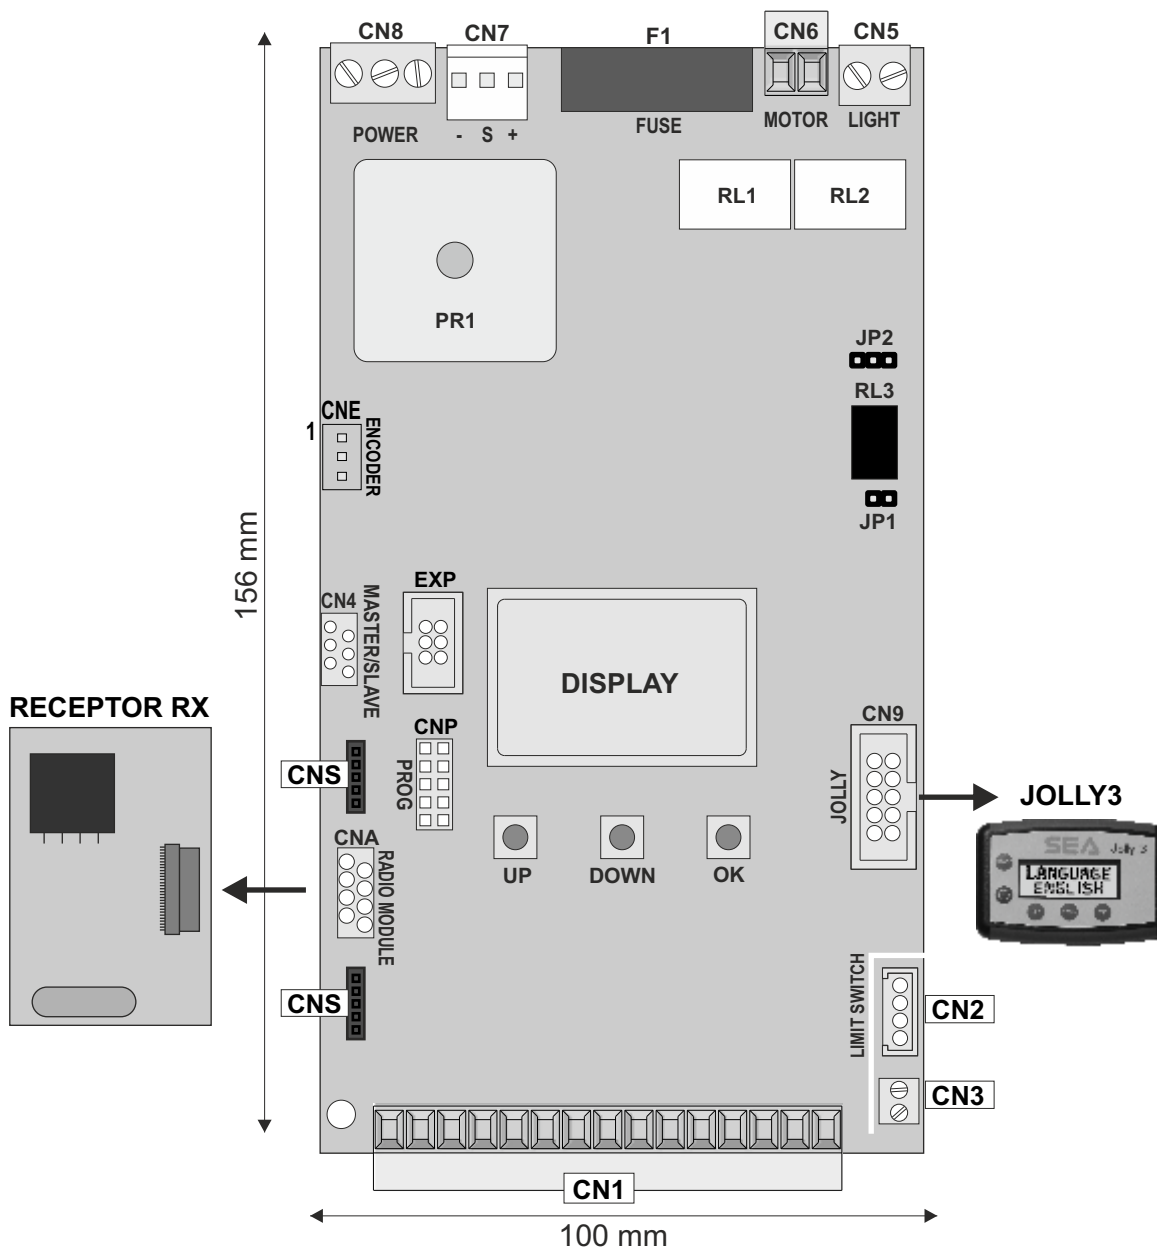 CN8
CN7
F1
CN6
CN5
POWER
- S +
FUSE
MOTOR
LIGHT
RL1
RL2
PR1
JP2
RL3
JP1
CNE
1
ENCODER
156 mm
EXP
CN4
MASTER/SLAVE
DISPLAY
RECEPTOR RX
CNP
PROG
CNS
CN9
JOLLY
JOLLY3
SEA Jolly 3
LANGUAGE
ENGLISH
CNA
RADIO MODULE
UP
DOWN
OK
CNS
LIMIT SWITCH
CN2
CN3
CN1
100 mm